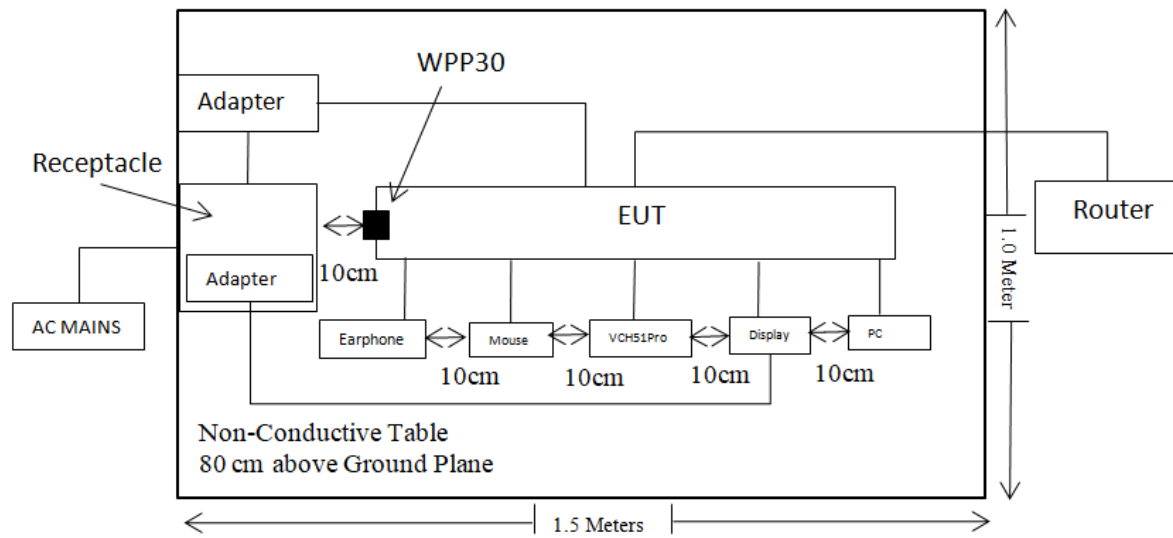 WPP30
Adapter
Receptacle
EUT
Router
10cm
Adapter
1.0 Meter
AC MAINS
Earphone
Mouse
VCH51Pro
Display
PC
10cm
10cm
10cm
10cm
Non-Conductive Table
80 cm above Ground Plane
1.5 Meters